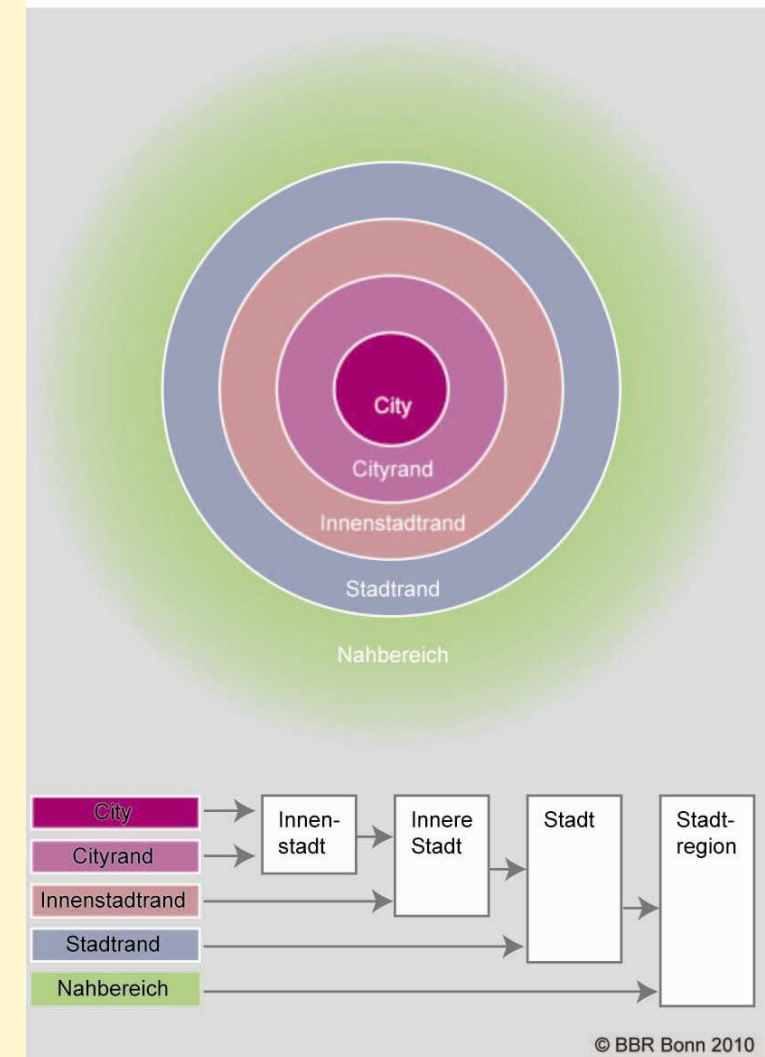 City
Cityrand
Innenstadtrand
Stadtrand
Nahbereich
City
Cityrand
Innenstadtrand
Stadtrand
Nahbereich
Innen-
stadt
Innere
Stadt
Stadt
Stadt-
region
© BBR Bonn 2010